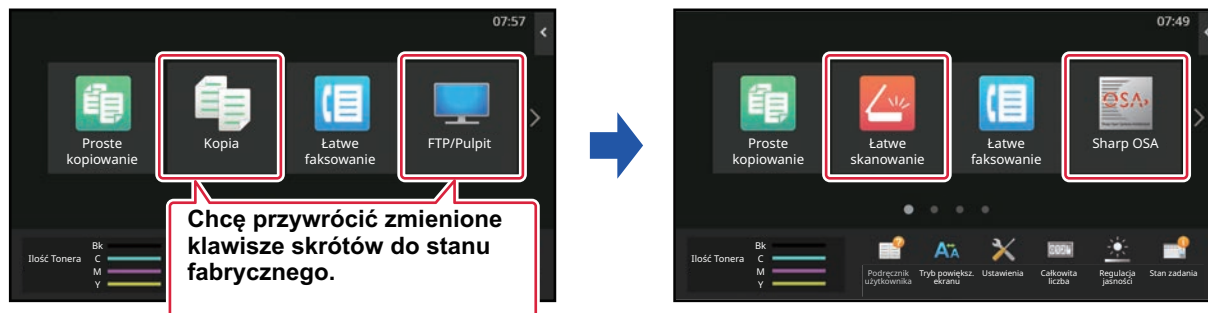 07:57
Proste
kopiowanie
Kopia
Łatwe
faksowanie
FTP/Pulpit
Chcę przywrócić zmienione
klawisze skrótów do stanu
fabrycznego.
Ilość Tonera
Bk
C
M
Y
07:49
Proste
kopiowanie
Łatwe
skanowanie
Łatwe
faksowanie
OSA
Sharp OSA
Ilość Tonera
Bk
C
M
Y
Podręcznik
użytkownika
Tryb powiększ.
ekranu
Ustawienia
Całkowita
liczba
Regulacja
jasności
Stan zadania